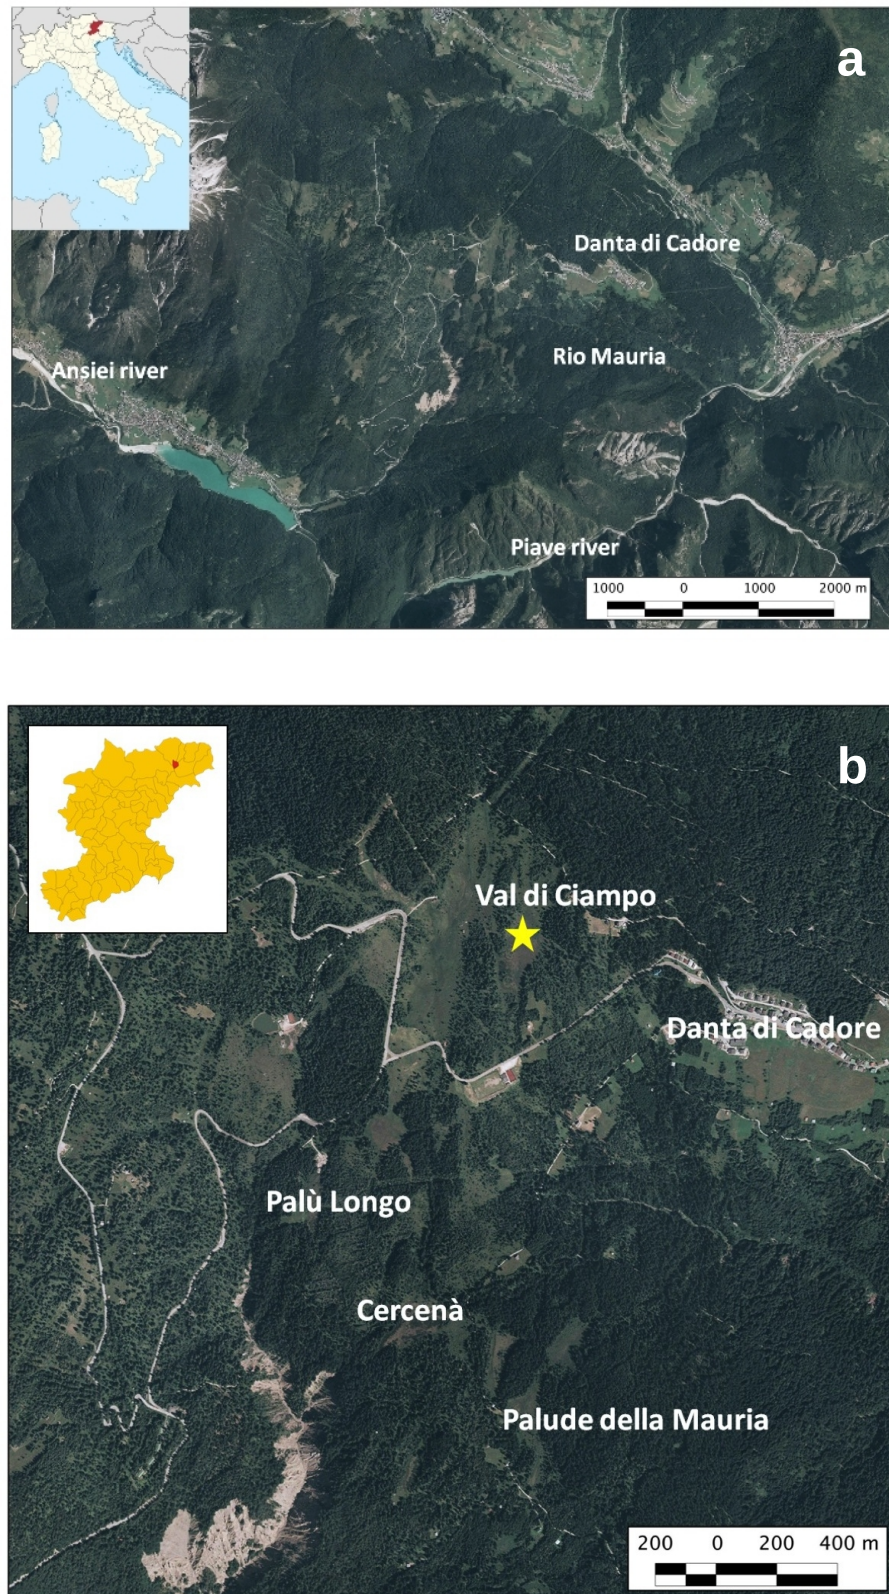 a
Danta di Cadore
Rio Mauria
Ansiei river
Piave river
1000 0 1000 2000 m
b
Val di Ciampo
Danta di Cadore
Palù Longo
Cercenà
Palude della Mauria
200 0 200 400 m